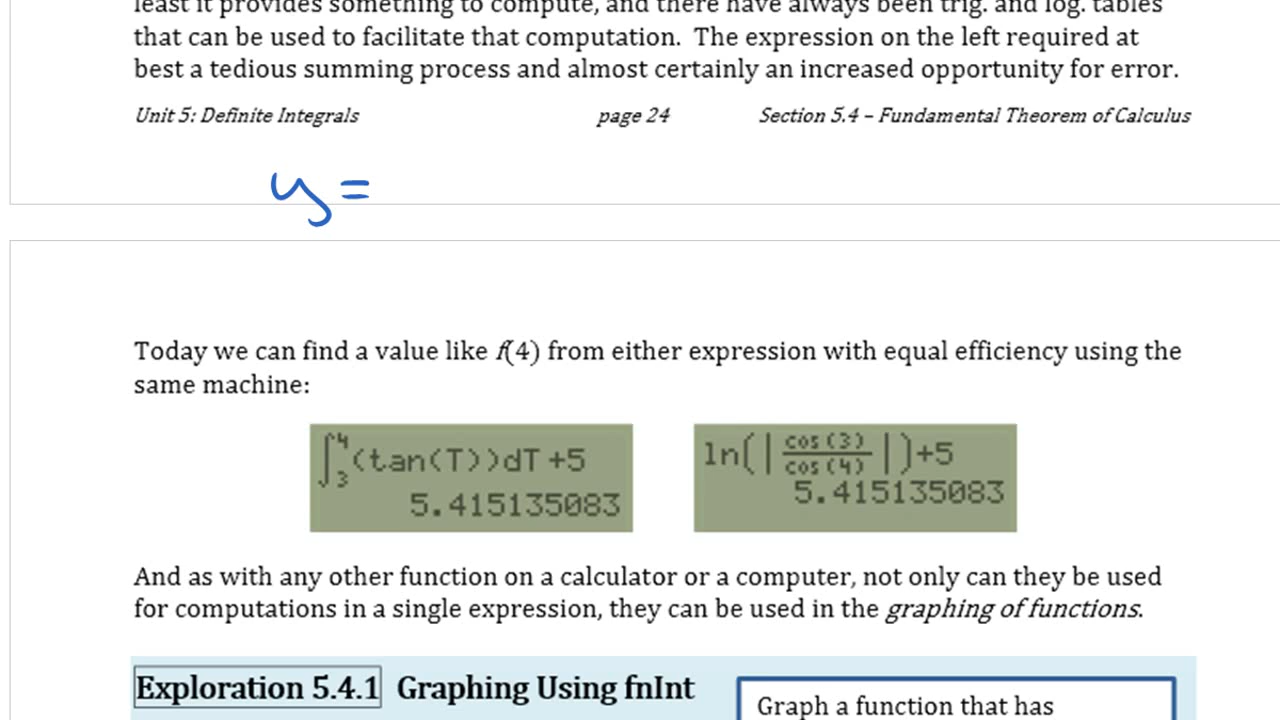 least it provides something to compute, and there have always been trig. and log. tables
that can be used to facilitate that computation. The expression on the left required at
best a tedious summing process and almost certainly an increased opportunity for error.
Unit 5: Definite Integrals page 24 Section 5.4 – Fundamental Theorem of Calculus
y =
Today we can find a value like f(4) from either expression with equal efficiency using the
same machine:
∫₃⁴(tan(T))dT+5
5.415135083
ln(|cos(3)/cos(4)|)+5
5.415135083
And as with any other function on a calculator or a computer, not only can they be used
for computations in a single expression, they can be used in the graphing of functions.
Exploration 5.4.1 Graphing Using fnInt
Graph a function that has